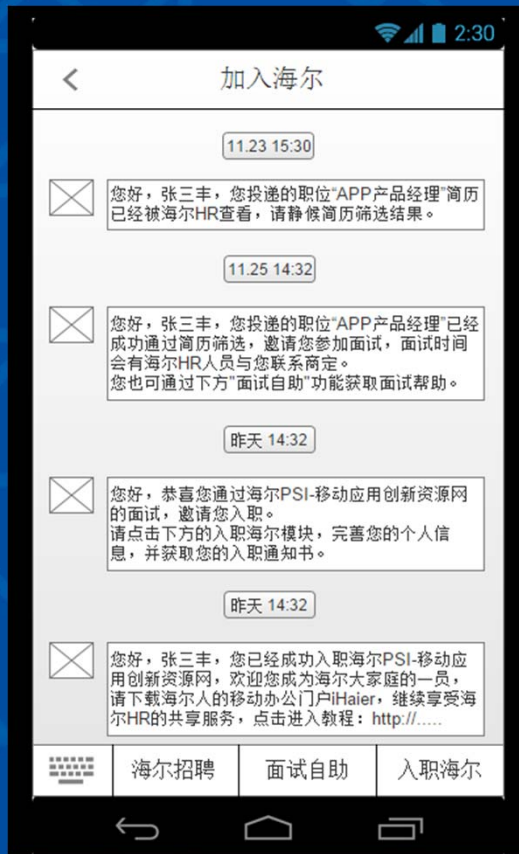 2:30
加入海尔
11.23 15:30
您好，张三丰，您投递的职位“APP产品经理”简历
已经被海尔HR查看，请静候简历筛选结果。
11.25 14:32
您好，张三丰，您投递的职位“APP产品经理”已经
成功通过简历筛选，邀请您参加面试，面试时间
会有海尔HR人员与您联系商定。
您也可通过下方"面试自助"功能获取面试帮助。
昨天 14:32
您好，恭喜您通过海尔PSI-移动应用创新资源网
的面试，邀请您入职。
请点击下方的入职海尔模块，完善您的个人信
息，并获取您的入职通知书。
昨天 14:32
您好，张三丰，您已经成功入职海尔PSI-移动应
用创新资源网，欢迎您成为海尔大家庭的一员，
请下载海尔人的移动办公门户iHaier，继续享受海
尔HR的共享服务，点击进入教程：http://.....
海尔招聘 面试自助 入职海尔